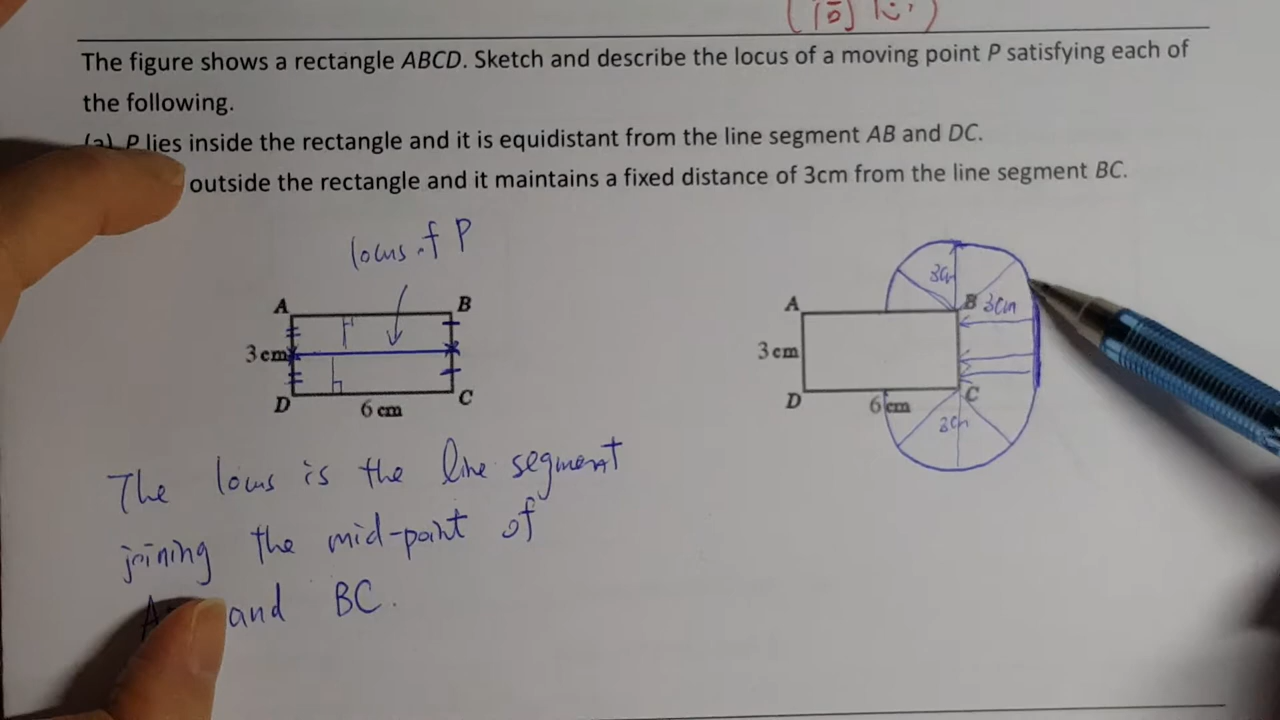 (同心)
The figure shows a rectangle ABCD. Sketch and describe the locus of a moving point P satisfying each of
the following.
(a) P lies inside the rectangle and it is equidistant from the line segment AB and DC.
outside the rectangle and it maintains a fixed distance of 3cm from the line segment BC.
locus of P
A B
3 cm
D C
6 cm
The locus is the line segment
joining the mid-point of
and BC.
3cm
A B 3cm
3 cm
D C
6 cm
3cm